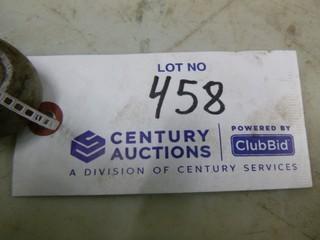 LOT NO
458
CENTURY AUCTIONS
POWERED BY
ClubBid
A DIVISION OF CENTURY SERVICES